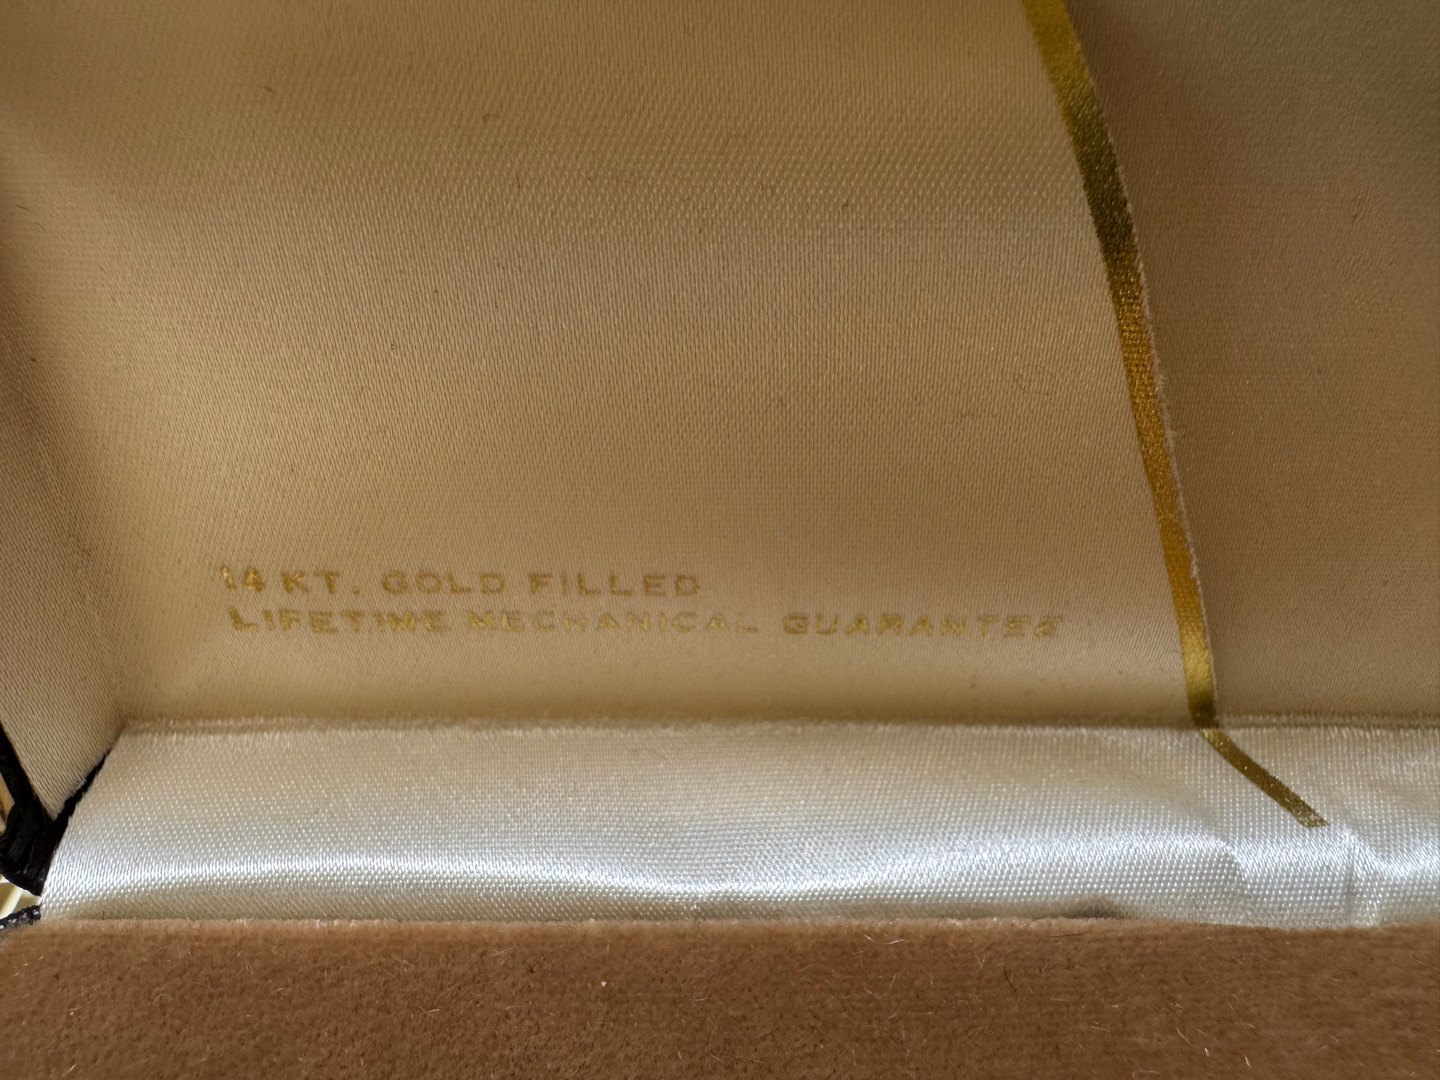 14 KT. GOLD FILLED
LIFETIME MECHANICAL GUARANTEE